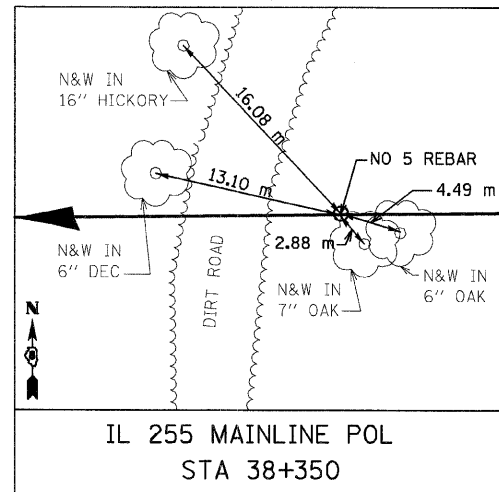 N&W IN
16" HICKORY
16.08 m
NO 5 REBAR
13.10 m
4.49 m
2.88 m
N&W IN
6" DEC
DIRT ROAD
N&W IN
7" OAK
N&W IN
6" OAK
N
IL 255 MAINLINE POL
STA 38+350